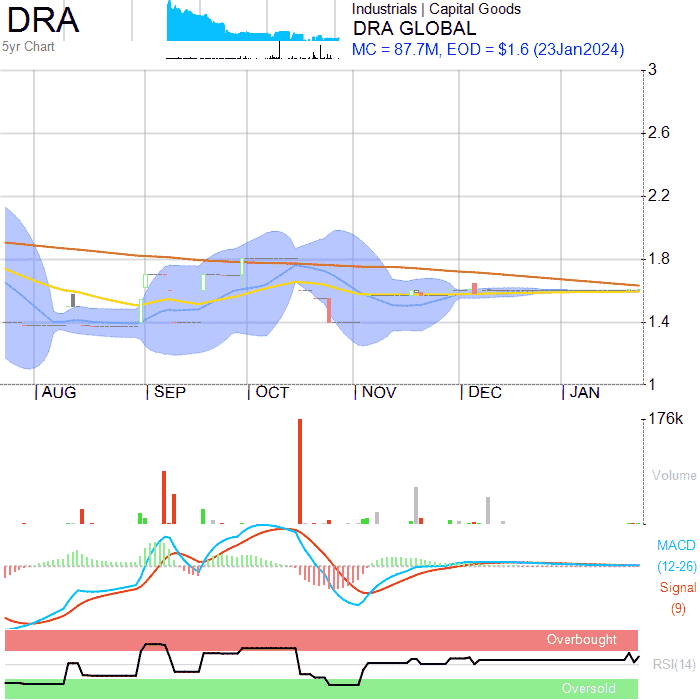 DRA
5yr Chart
Industrials | Capital Goods
DRA GLOBAL
MC = 87.7M, EOD = $1.6 (23Jan2024)
3
2.6
2.2
1.8
1.4
1
AUG SEP OCT NOV DEC JAN
176k
Volume
MACD
(12-26)
Signal
(9)
Overbought
RSI(14)
Oversold